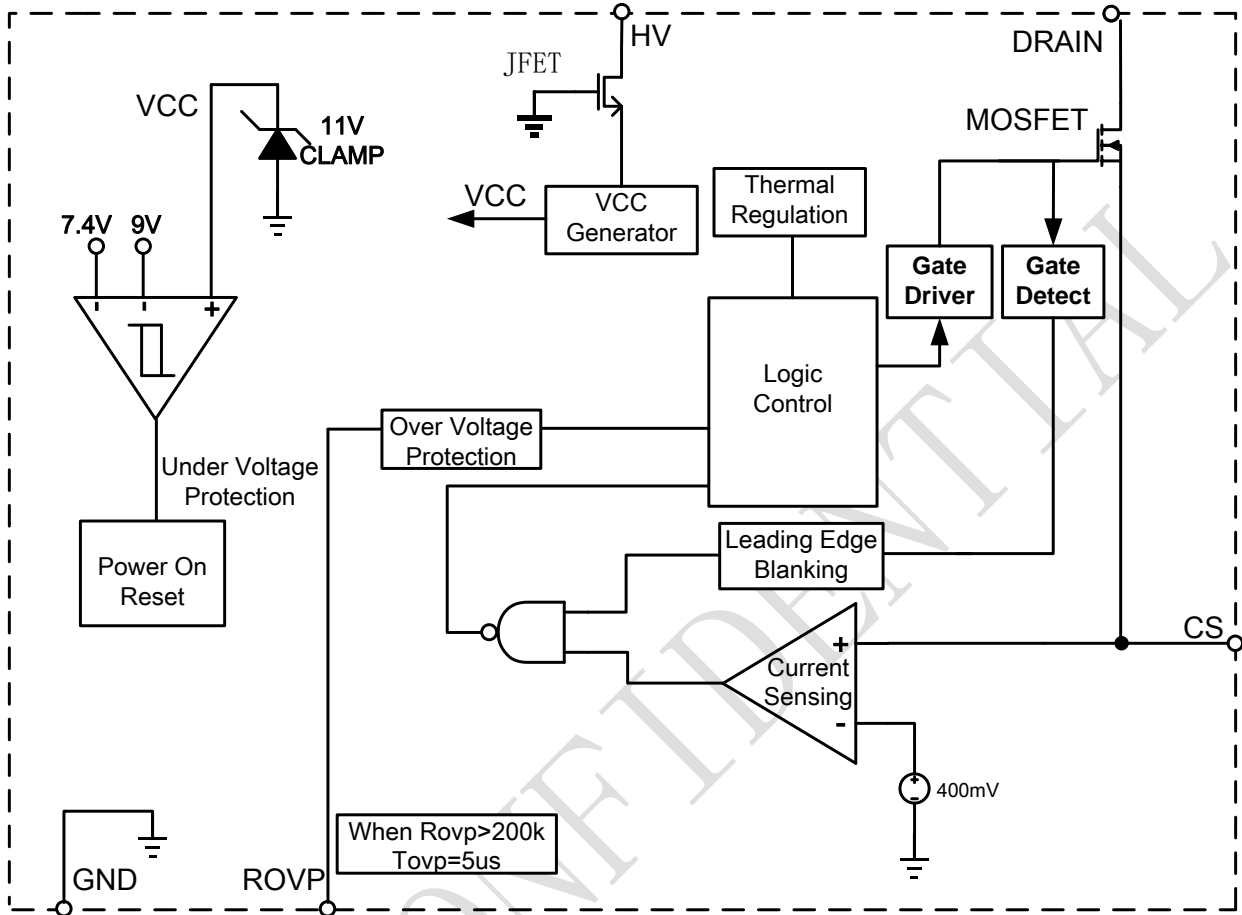 HV
DRAIN
JFET
VCC
11V
CLAMP
MOSFET
VCC
VCC
Generator
Thermal
Regulation
7.4V 9V
Gate
Driver
Gate
Detect
- - +
Logic
Control
Over Voltage
Protection
Under Voltage
Protection
Power On
Reset
Leading Edge
Blanking
CS
+
Current
Sensing
-
+
-
400mV
When Rovp>200k
Tovp=5us
GND
ROVP
ONFIDENTIAL